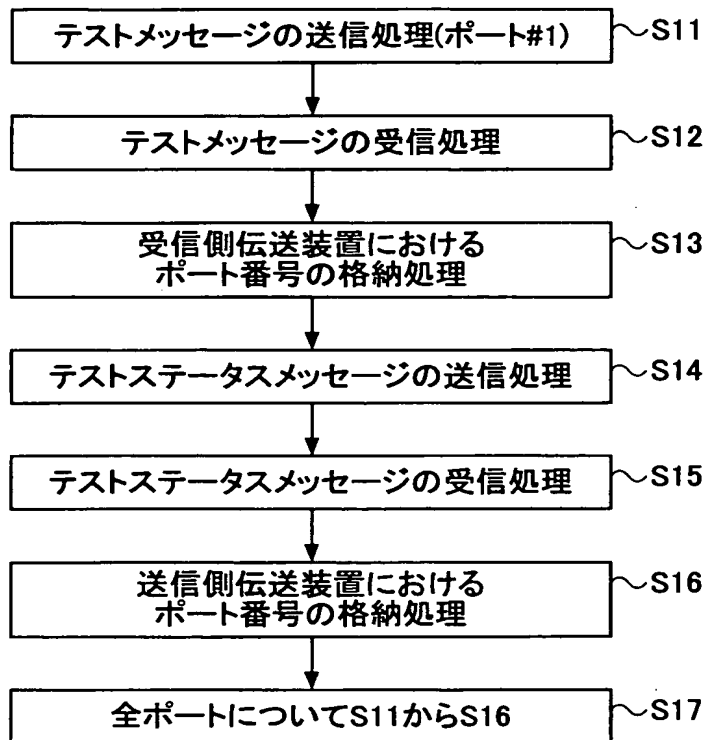 テストメッセージの送信処理(ポート#1)
S11
テストメッセージの受信処理
S12
受信側伝送装置における
ポート番号の格納処理
S13
テストステータスメッセージの送信処理
S14
テストステータスメッセージの受信処理
S15
送信側伝送装置における
ポート番号の格納処理
S16
全ポートについてS11からS16
S17